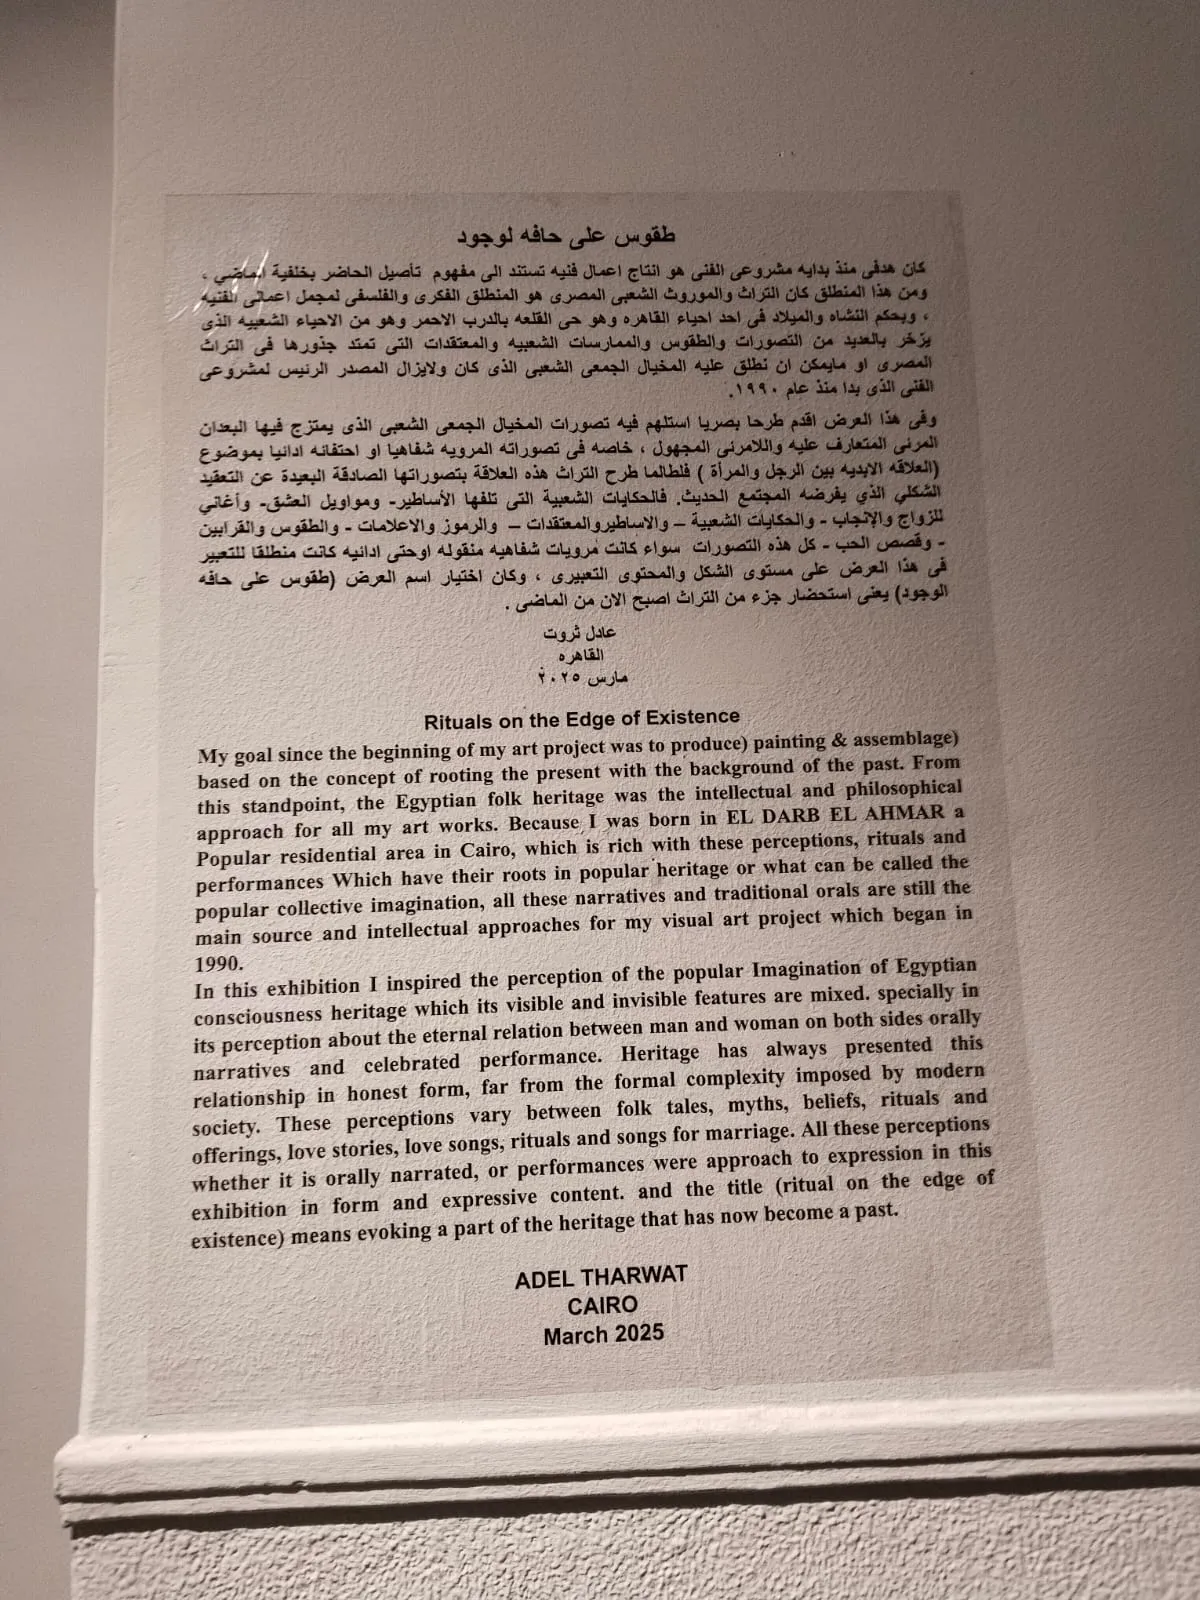 طقوس على حافه لوجود
كان هدفى منذ بدايه مشروعى الفنى هو انتاج اعمال فنيه تستند الى مفهوم تأصيل الحاضر بخلفية الماضي ،
ومن هذا المنطلق كان التراث والموروث الشعبى المصرى هو المنطلق الفكرى والفلسفى لمجمل اعمالى الفنيه
، وبحكم النشاه والميلاد فى احد احياء القاهره وهو حى القلعه بالدرب الاحمر وهو من الاحياء الشعبيه الذى
يزخر بالعديد من التصورات والطقوس والممارسات الشعبيه والمعتقدات التى تمتد جذورها فى التراث
المصرى او مايمكن ان نطلق عليه المخيال الجمعى الشعبى الذى كان ولايزال المصدر الرئيس لمشروعى
الفنى الذى بدا منذ عام ١٩٩٠.
وفى هذا العرض اقدم طرحا بصريا استلهم فيه تصورات المخيال الجمعى الشعبى الذى يمتزج فيها البعدان
المرئى المتعارف عليه واللامرئى المجهول ، خاصه فى تصوراته المرويه شفاهيا او احتفائه ادائيا بموضوع
(العلاقه الابديه بين الرجل والمرأة ) فلطالما طرح التراث هذه العلاقة بتصوراتها الصادقة البعيدة عن التعقيد
الشكلي الذي يفرضه المجتمع الحديث. فالحكايات الشعبية التى تلفها الأساطير- ومواويل العشق- وأغاني
للزواج والإنجاب - والحكايات الشعبية – والاساطيروالمعتقدات – والرموز والاعلامات - والطقوس والقرابين
- وقصص الحب - كل هذه التصورات سواء كانت مرويات شفاهيه منقوله اوحتى ادائيه كانت منطلقا للتعبير
فى هذا العرض على مستوى الشكل والمحتوى التعبيرى ، وكان اختيار اسم العرض (طقوس على حافه
الوجود) يعنى استحضار جزء من التراث اصبح الان من الماضى .
عادل ثروت
القاهره
مارس ٢٠٢٥
Rituals on the Edge of Existence
My goal since the beginning of my art project was to produce) painting & assemblage)
based on the concept of rooting the present with the background of the past. From
this standpoint, the Egyptian folk heritage was the intellectual and philosophical
approach for all my art works. Because I was born in EL DARB EL AHMAR a
Popular residential area in Cairo, which is rich with these perceptions, rituals and
performances Which have their roots in popular heritage or what can be called the
popular collective imagination, all these narratives and traditional orals are still the
main source and intellectual approaches for my visual art project which began in
1990.
In this exhibition I inspired the perception of the popular Imagination of Egyptian
consciousness heritage which its visible and invisible features are mixed. specially in
its perception about the eternal relation between man and woman on both sides orally
narratives and celebrated performance. Heritage has always presented this
relationship in honest form, far from the formal complexity imposed by modern
society. These perceptions vary between folk tales, myths, beliefs, rituals and
offerings, love stories, love songs, rituals and songs for marriage. All these perceptions
whether it is orally narrated, or performances were approach to expression in this
exhibition in form and expressive content. and the title (ritual on the edge of
existence) means evoking a part of the heritage that has now become a past.
ADEL THARWAT
CAIRO
March 2025